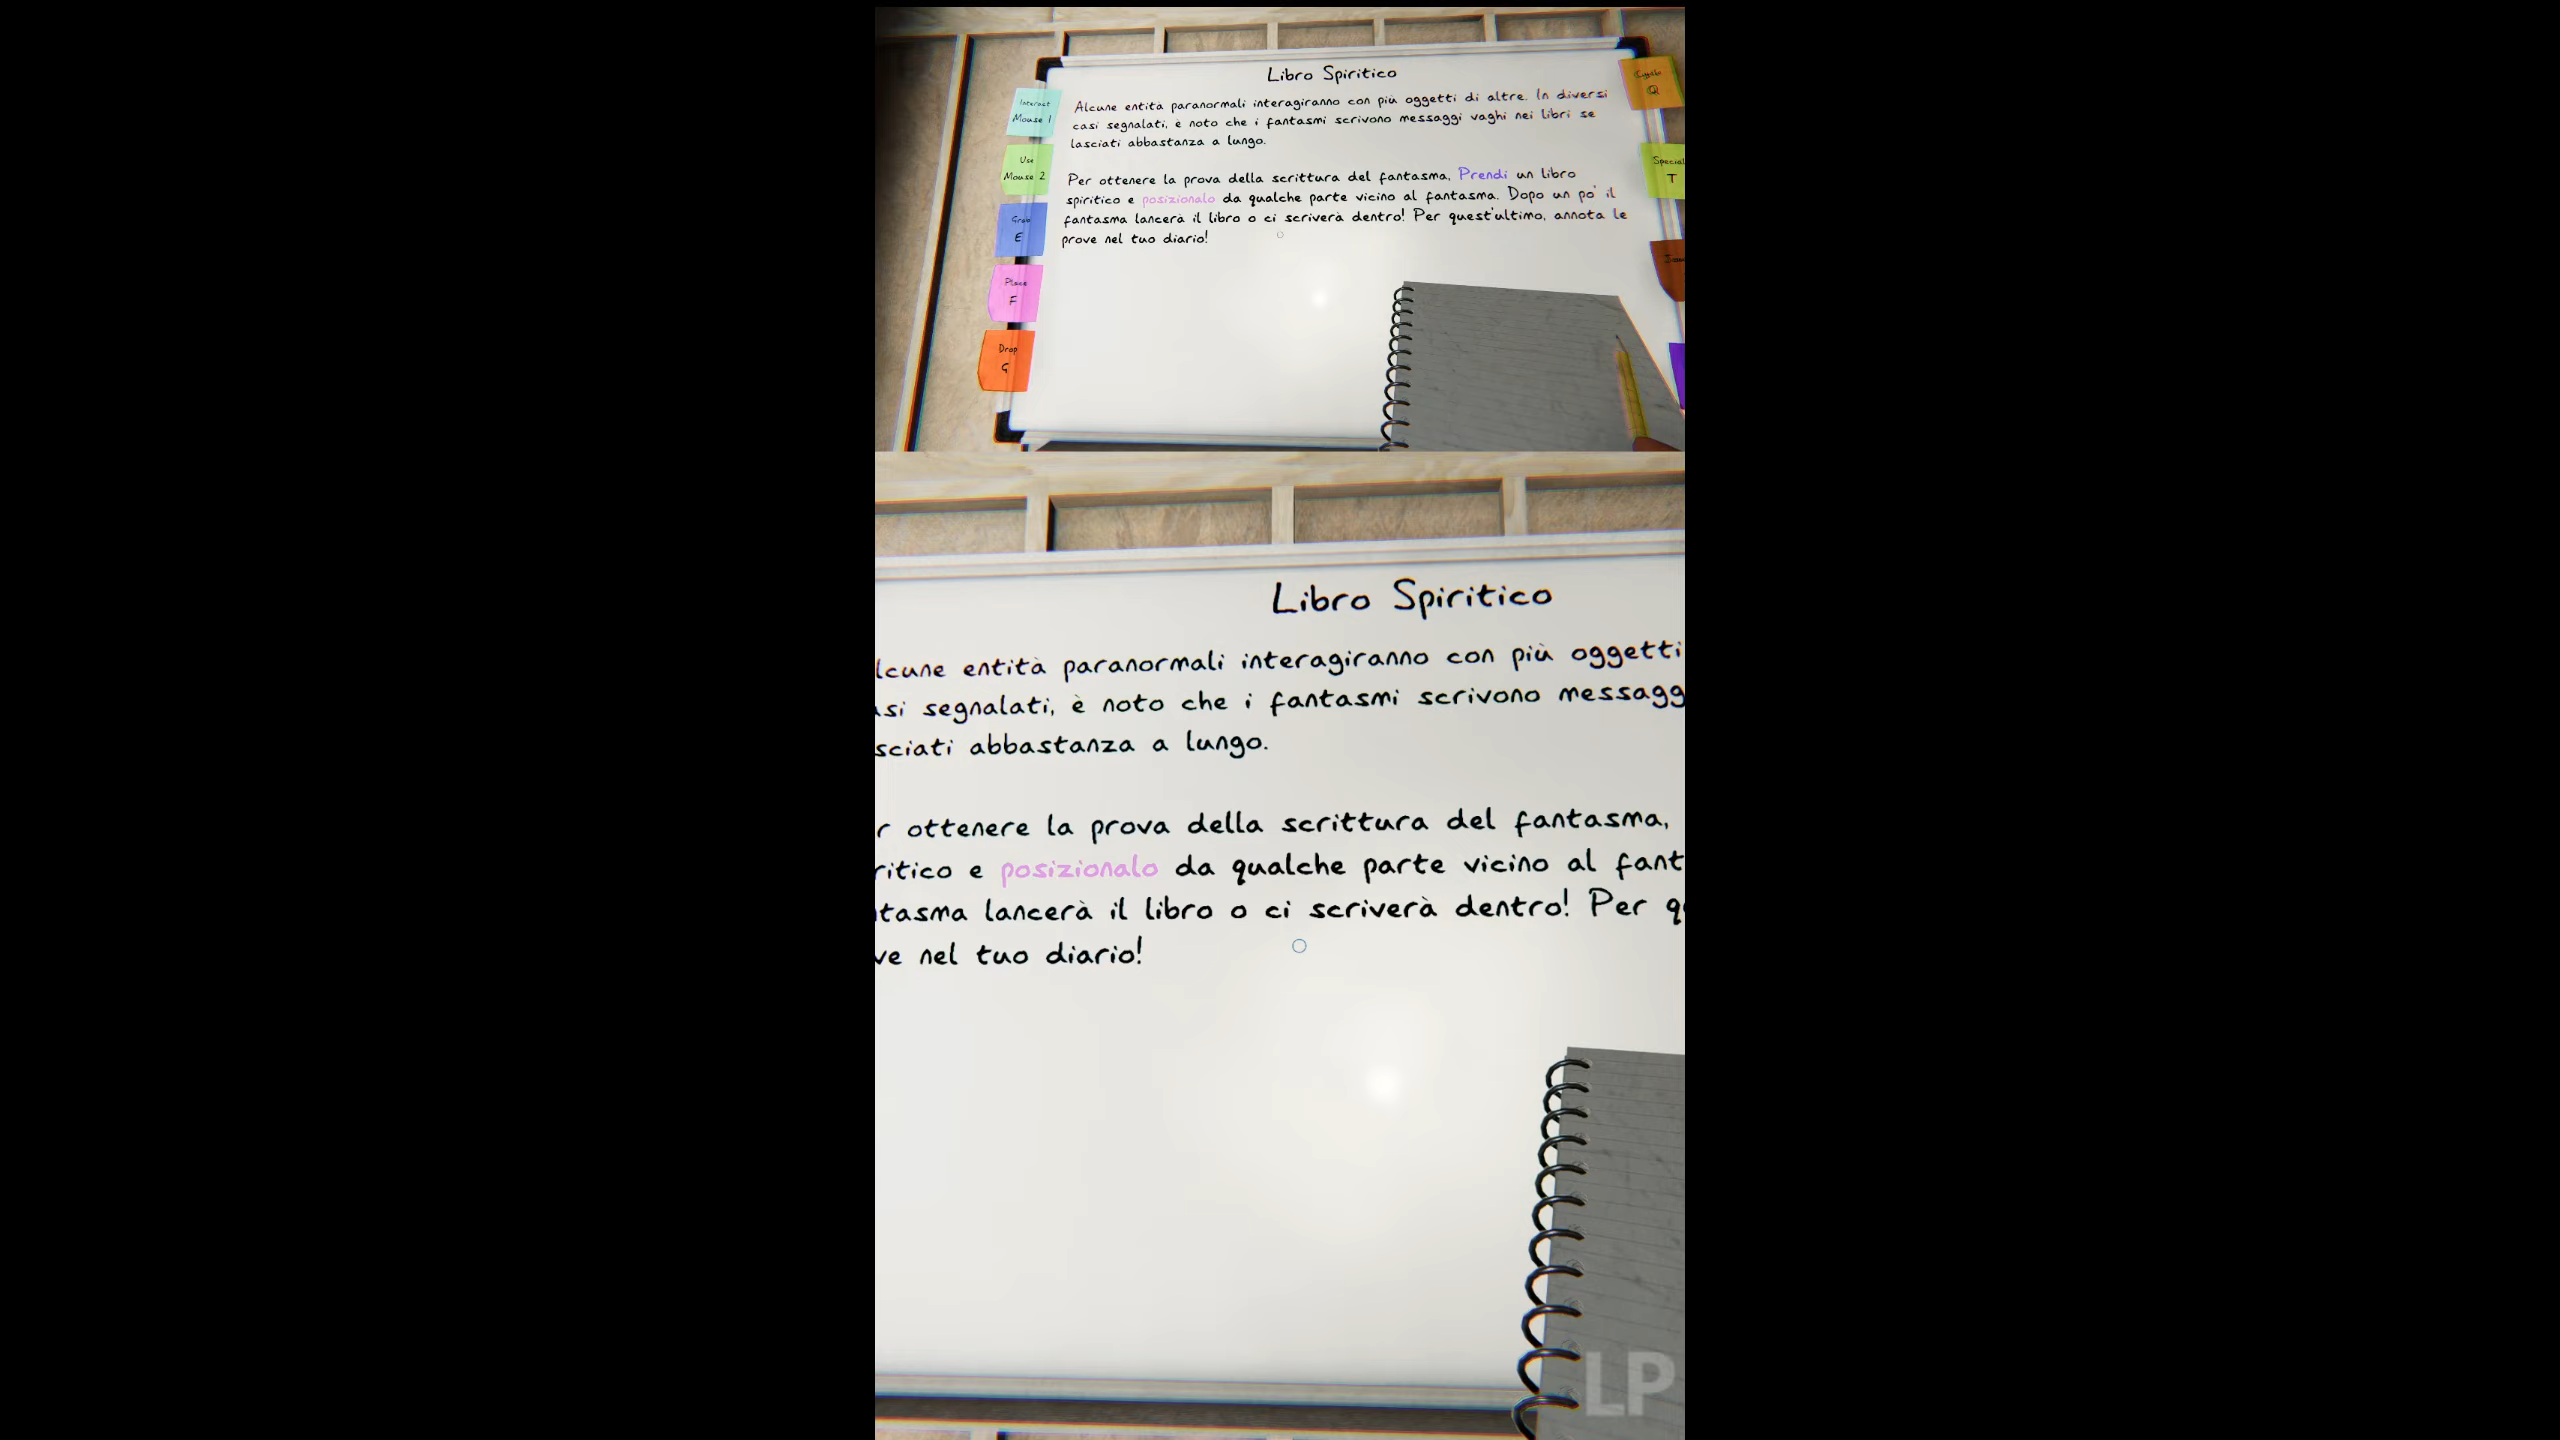 Libro Spiritico
Alcune entità paranormali interagiranno con più oggetti di altre. In diversi
casi segnalati, è noto che i fantasmi scrivono messaggi vaghi nei libri se
lasciati abbastanza a lungo.
Per ottenere la prova della scrittura del fantasma, Prendi un libro
spiritico e posizionalo da qualche parte vicino al fantasma. Dopo un po' il
fantasma lancerà il libro o ci scriverà dentro! Per quest'ultimo, annota le
prove nel tuo diario!
Interact
Mouse 1
Use
Mouse 2
Grab
E
Place
F
Drop
G
Q
Special
T
Libro Spiritico
lcune entità paranormali interagiranno con più oggetti
si segnalati, è noto che i fantasmi scrivono messagg
sciati abbastanza a lungo.
r ottenere la prova della scrittura del fantasma,
ritico e posizionalo da qualche parte vicino al fant
tasma lancerà il libro o ci scriverà dentro! Per q
ve nel tuo diario!
LP